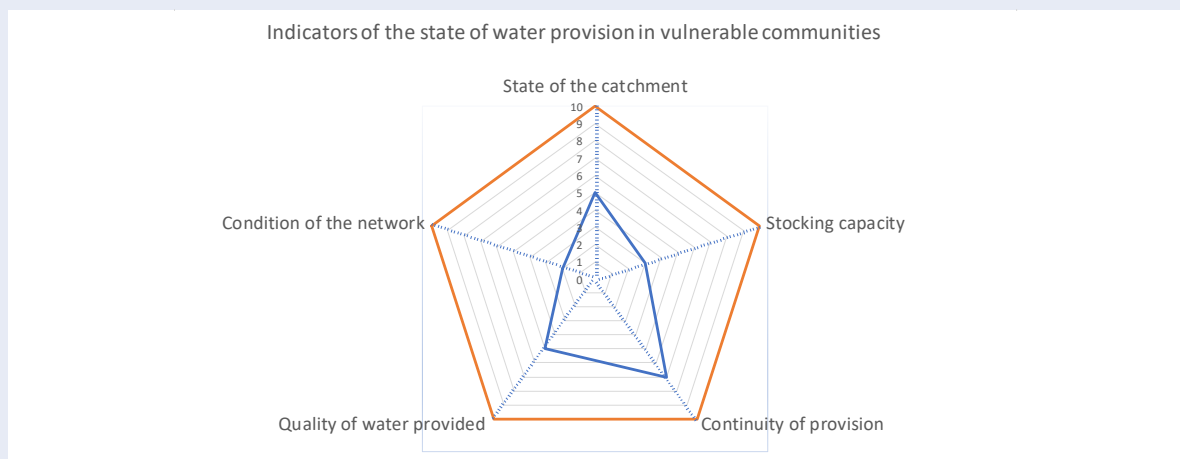 Indicators of the state of water provision in vulnerable communities
State of the catchment
10
9
8
7
6
5
4
3
2
1
0
Condition of the network
Stocking capacity
Quality of water provided
Continuity of provision